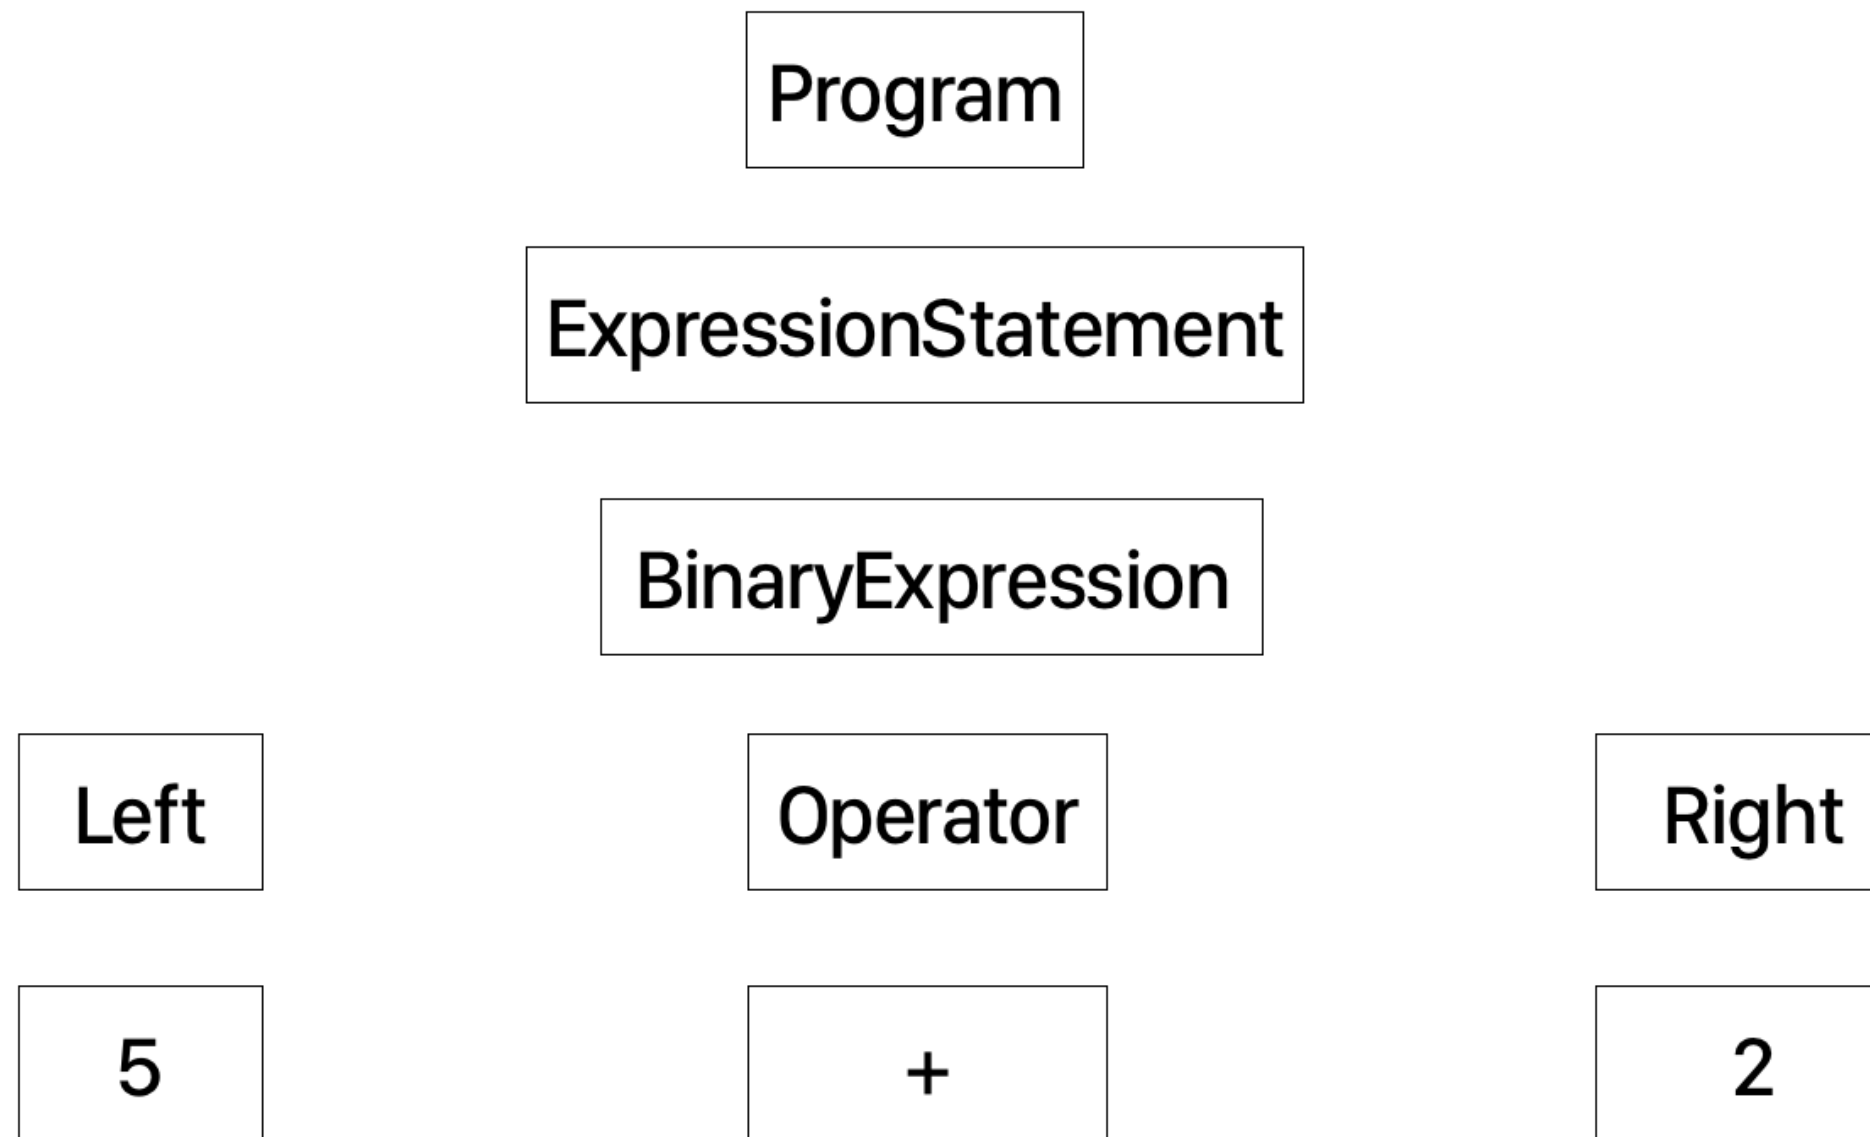 Program
ExpressionStatement
BinaryExpression
Left Operator Right
5 + 2